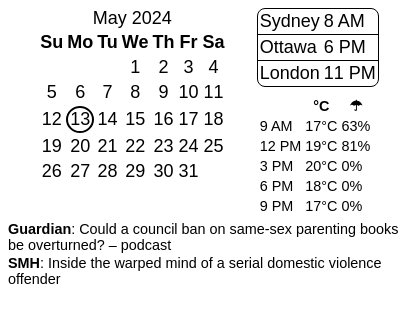 May 2024
Su Mo Tu We Th Fr Sa
1 2 3 4
5 6 7 8 9 10 11
12 13 14 15 16 17 18
19 20 21 22 23 24 25
26 27 28 29 30 31
Sydney 8 AM
Ottawa 6 PM
London 11 PM
°C ☂
9 AM 17°C 63%
12 PM 19°C 81%
3 PM 20°C 0%
6 PM 18°C 0%
9 PM 17°C 0%
Guardian: Could a council ban on same-sex parenting books
be overturned? – podcast
SMH: Inside the warped mind of a serial domestic violence
offender